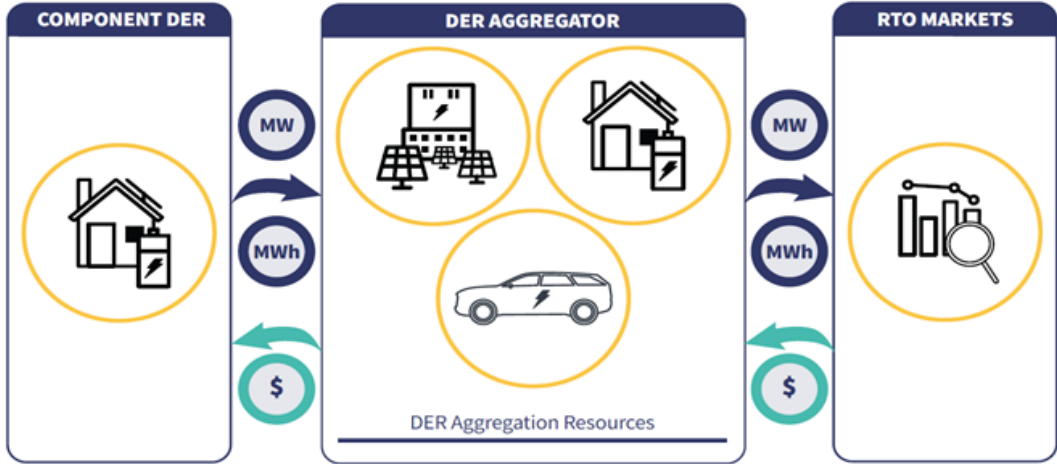 COMPONENT DER
DER AGGREGATOR
RTO MARKETS
MW
MW
MWh
MWh
$
$
DER Aggregation Resources